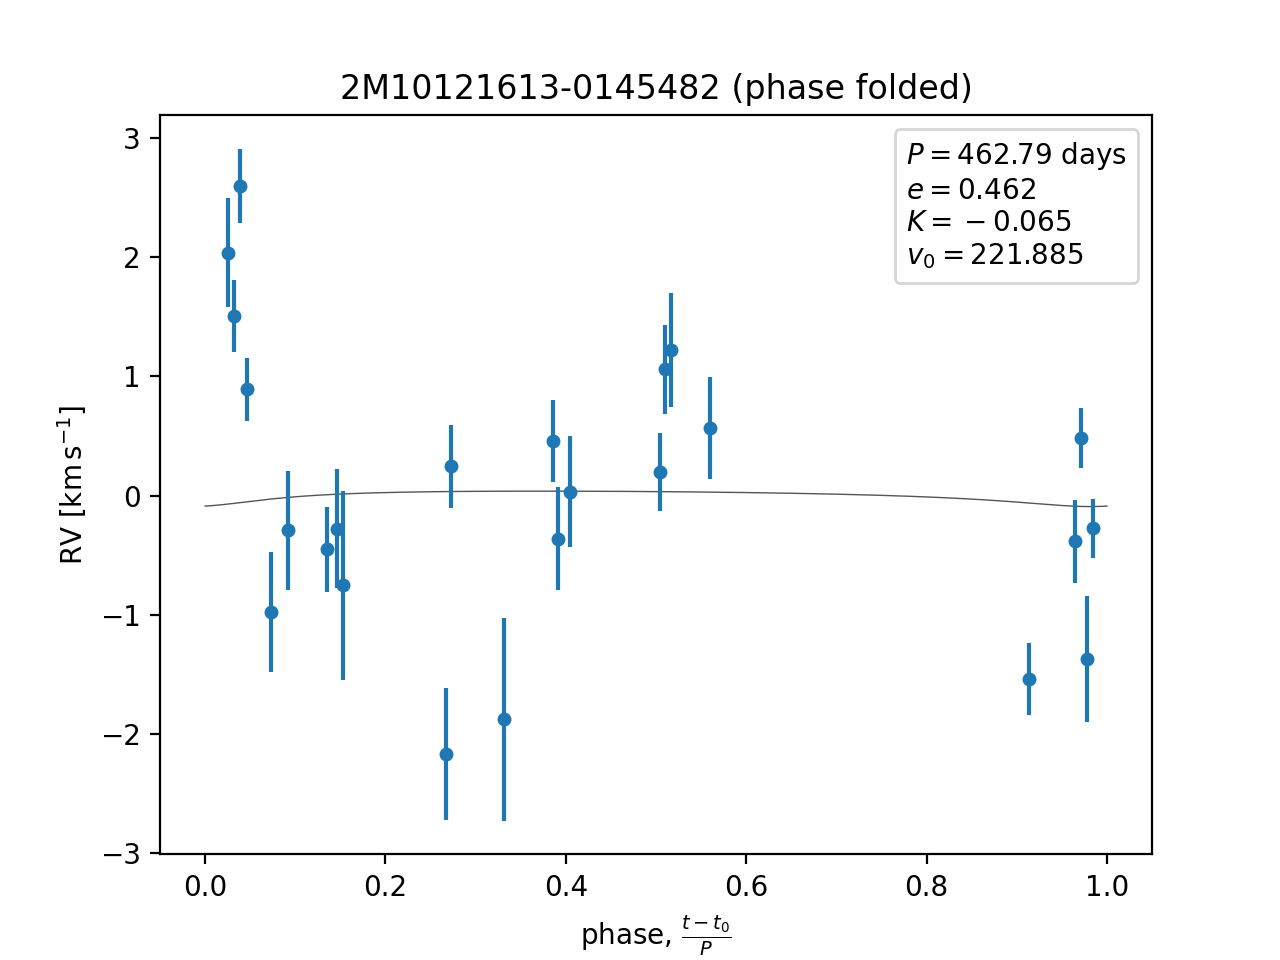 2M10121613-0145482 (phase folded)
P = 462.79 days
e = 0.462
K = −0.065
v₀ = 221.885
RV [km s⁻¹]
3
2
1
0
−1
−2
−3
0.0 0.2 0.4 0.6 0.8 1.0
phase, (t − t₀)/P